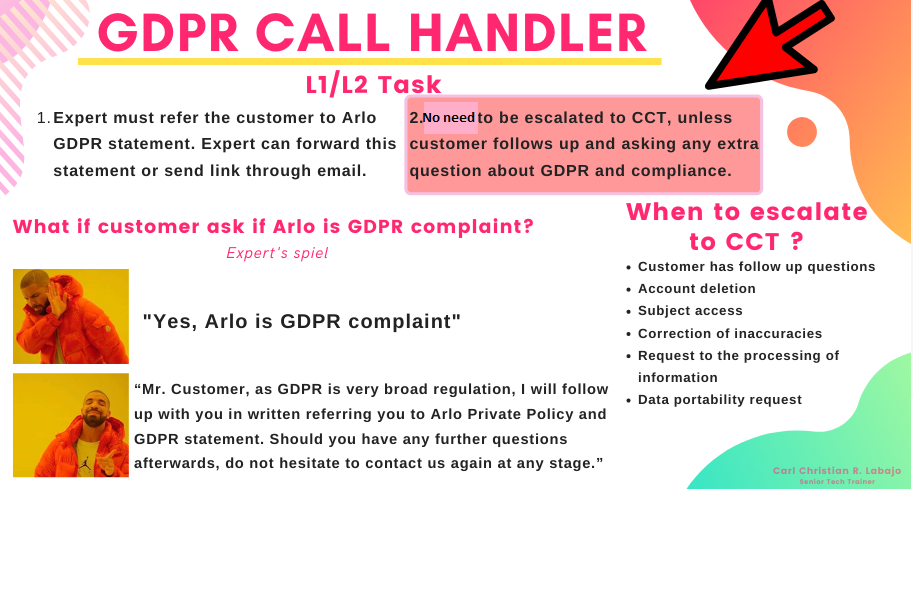 GDPR CALL HANDLER
L1/L2 Task
1. Expert must refer the customer to Arlo
GDPR statement. Expert can forward this
statement or send link through email.
2. No need to be escalated to CCT, unless
customer follows up and asking any extra
question about GDPR and compliance.
What if customer ask if Arlo is GDPR complaint?
Expert's spiel
"Yes, Arlo is GDPR complaint"
“Mr. Customer, as GDPR is very broad regulation, I will follow
up with you in written referring you to Arlo Private Policy and
GDPR statement. Should you have any further questions
afterwards, do not hesitate to contact us again at any stage.”
When to escalate
to CCT ?
• Customer has follow up questions
• Account deletion
• Subject access
• Correction of inaccuracies
• Request to the processing of
information
• Data portability request
Carl Christian R. Labajo
Senior Tech Trainer